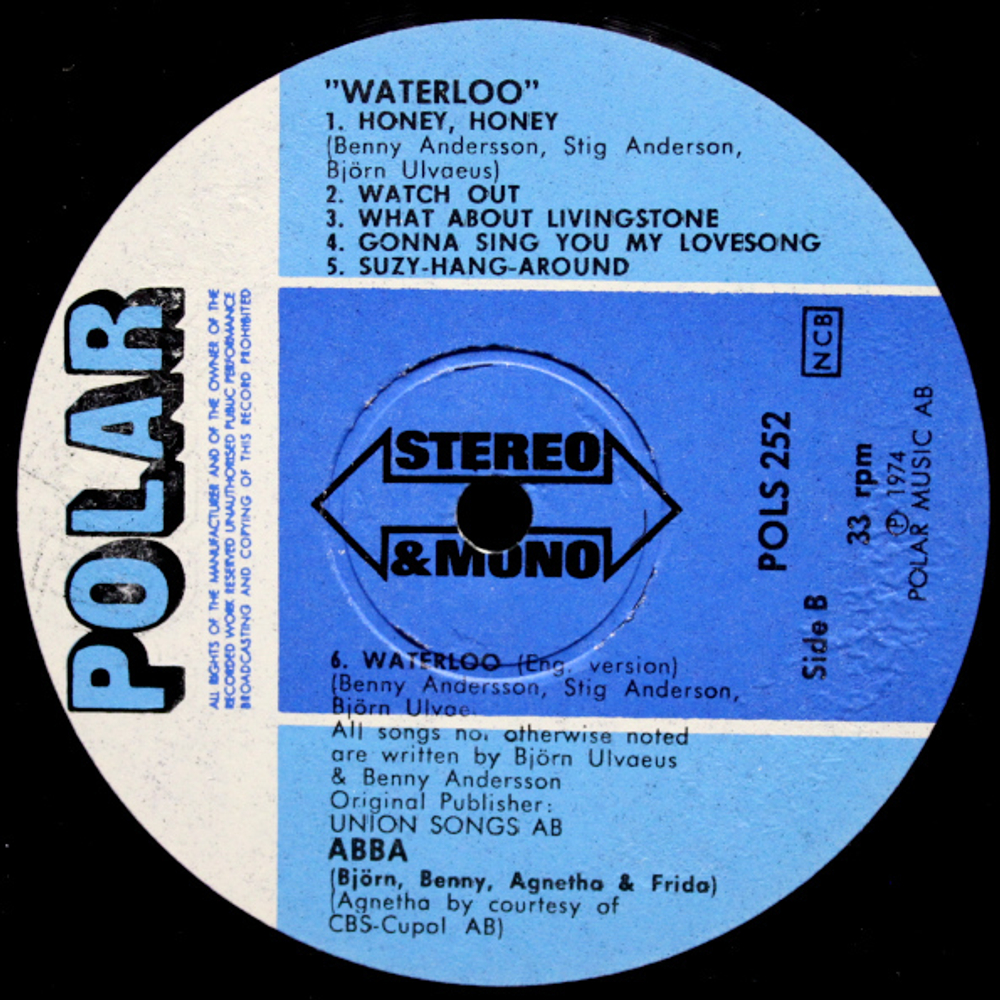 "WATERLOO"
1. HONEY, HONEY
(Benny Andersson, Stig Anderson,
Björn Ulvaeus)
2. WATCH OUT
3. WHAT ABOUT LIVINGSTONE
4. GONNA SING YOU MY LOVESONG
5. SUZY-HANG-AROUND
POLAR
ALL RIGHTS OF THE MANUFACTURER AND OF THE OWNER OF THE
RECORDED WORK RESERVED UNAUTHORISED PUBLIC PERFORMANCE
BROADCASTING AND COPYING OF THIS RECORD PROHIBITED
STEREO
&MONO
NCB
POLS 252
Side B
33 rpm
Ⓟ 1974
POLAR MUSIC AB
6. WATERLOO (Eng. version)
(Benny Andersson, Stig Anderson,
Björn Ulvae
All songs not otherwise noted
are written by Björn Ulvaeus
& Benny Andersson
Original Publisher:
UNION SONGS AB
ABBA
(Björn, Benny, Agnetha & Frida)
(Agnetha by courtesy of
CBS-Cupol AB)